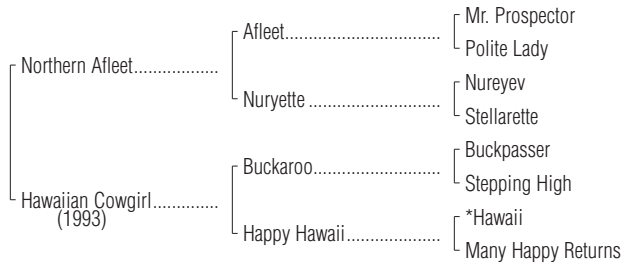 Mr. Prospector
Afleet
Polite Lady
Northern Afleet
Nureyev
Nuryette
Stellarette
Buckpasser
Buckaroo
Stepping High
Hawaiian Cowgirl
(1993)
*Hawaii
Happy Hawaii
Many Happy Returns